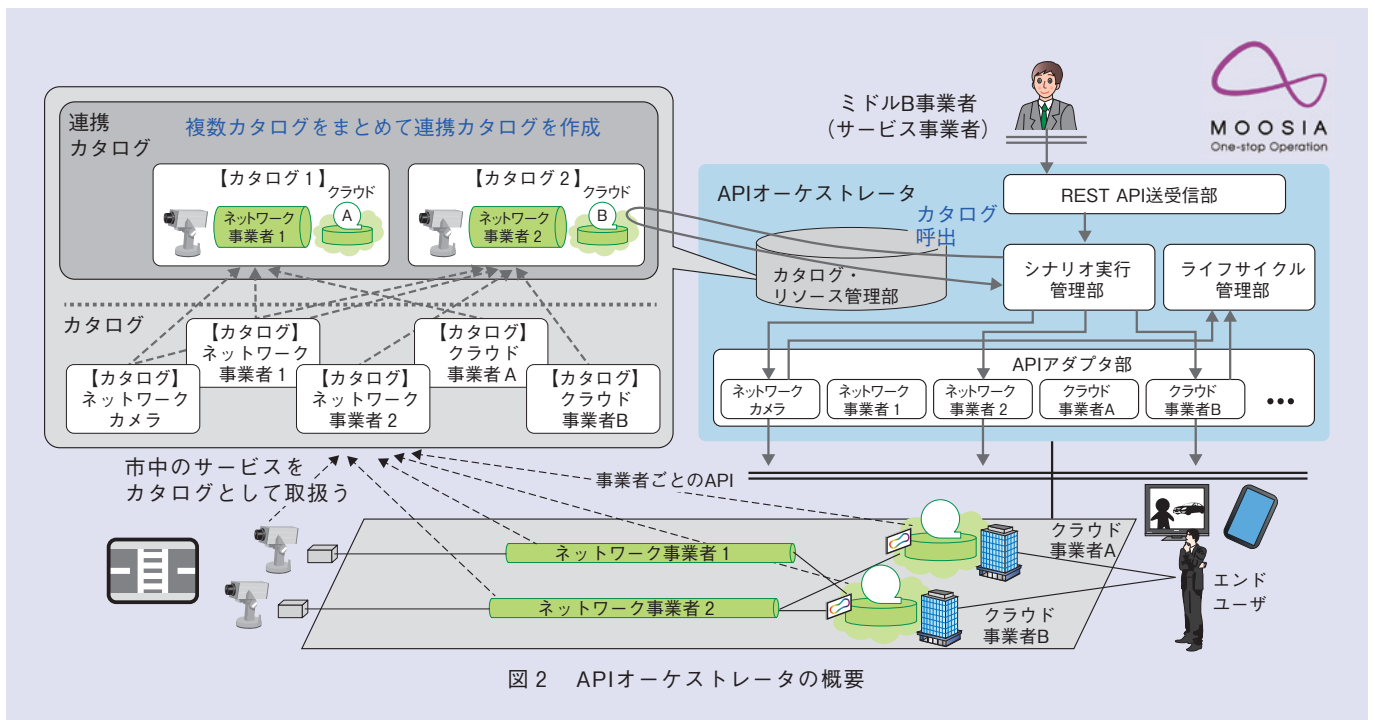 連携
カタログ
複数カタログをまとめて連携カタログを作成
【カタログ1】
クラウド
A
ネットワーク
事業者1
【カタログ2】
クラウド
B
ネットワーク
事業者2
カタログ
【カタログ】
ネットワーク
事業者1
【カタログ】
クラウド
事業者A
【カタログ】
ネットワーク
カメラ
【カタログ】
ネットワーク
事業者2
【カタログ】
クラウド
事業者B
ミドルB事業者
（サービス事業者）
MOOSIA
One-stop Operation
APIオーケストレータ
REST API送受信部
カタログ
呼出
カタログ・
リソース管理部
シナリオ実行
管理部
ライフサイクル
管理部
APIアダプタ部
ネットワーク
カメラ
ネットワーク
事業者1
ネットワーク
事業者2
クラウド
事業者A
クラウド
事業者B
•••
市中のサービスを
カタログとして取扱う
事業者ごとのAPI
ネットワーク事業者1
ネットワーク事業者2
クラウド
事業者A
クラウド
事業者B
エンド
ユーザ
図2　APIオーケストレータの概要